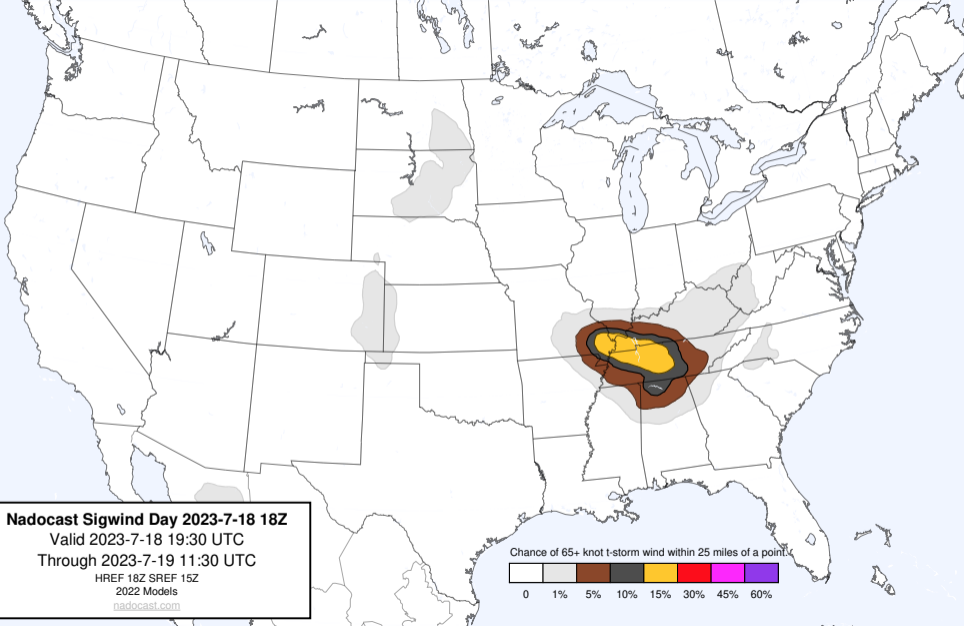 Nadocast Sigwind Day 2023-7-18 18Z
Valid 2023-7-18 19:30 UTC
Through 2023-7-19 11:30 UTC
HREF 18Z SREF 15Z
2022 Models
nadocast.com
Chance of 65+ knot t-storm wind within 25 miles of a point.
0 1% 5% 10% 15% 30% 45% 60%